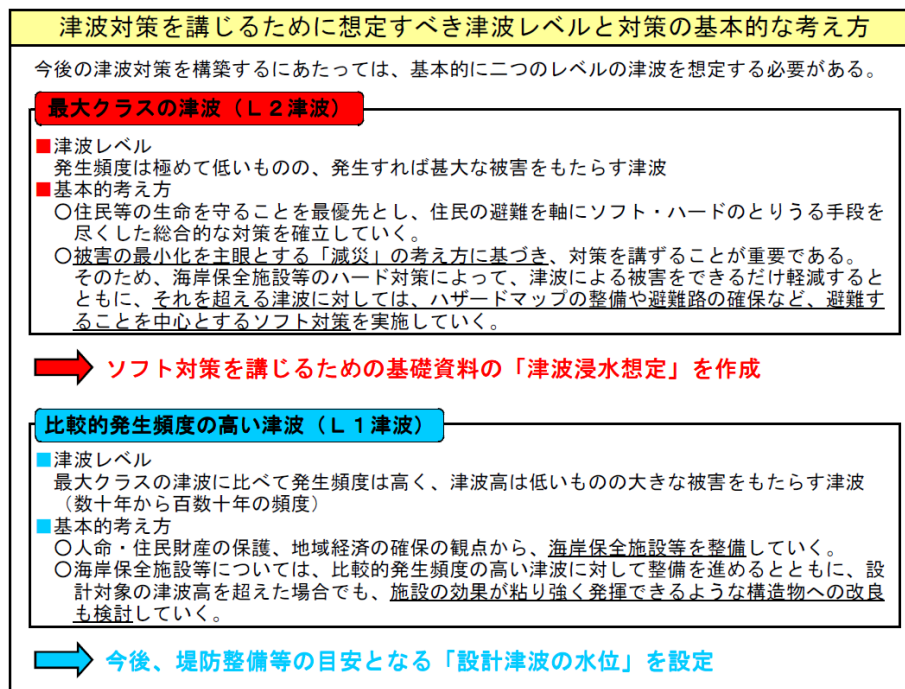 津波対策を講じるために想定すべき津波レベルと対策の基本的な考え方
今後の津波対策を構築するにあたっては、基本的に二つのレベルの津波を想定する必要がある。
最大クラスの津波（Ｌ２津波）
■津波レベル
発生頻度は極めて低いものの、発生すれば甚大な被害をもたらす津波
■基本的考え方
○住民等の生命を守ることを最優先とし、住民の避難を軸にソフト・ハードのとりうる手段を
尽くした総合的な対策を確立していく。
○被害の最小化を主眼とする「減災」の考え方に基づき、対策を講ずることが重要である。
そのため、海岸保全施設等のハード対策によって、津波による被害をできるだけ軽減すると
ともに、それを超える津波に対しては、ハザードマップの整備や避難路の確保など、避難す
ることを中心とするソフト対策を実施していく。
ソフト対策を講じるための基礎資料の「津波浸水想定」を作成
比較的発生頻度の高い津波（Ｌ１津波）
■津波レベル
最大クラスの津波に比べて発生頻度は高く、津波高は低いものの大きな被害をもたらす津波
（数十年から百数十年の頻度）
■基本的考え方
○人命・住民財産の保護、地域経済の確保の観点から、海岸保全施設等を整備していく。
○海岸保全施設等については、比較的発生頻度の高い津波に対して整備を進めるとともに、設
計対象の津波高を超えた場合でも、施設の効果が粘り強く発揮できるような構造物への改良
も検討していく。
今後、堤防整備等の目安となる「設計津波の水位」を設定